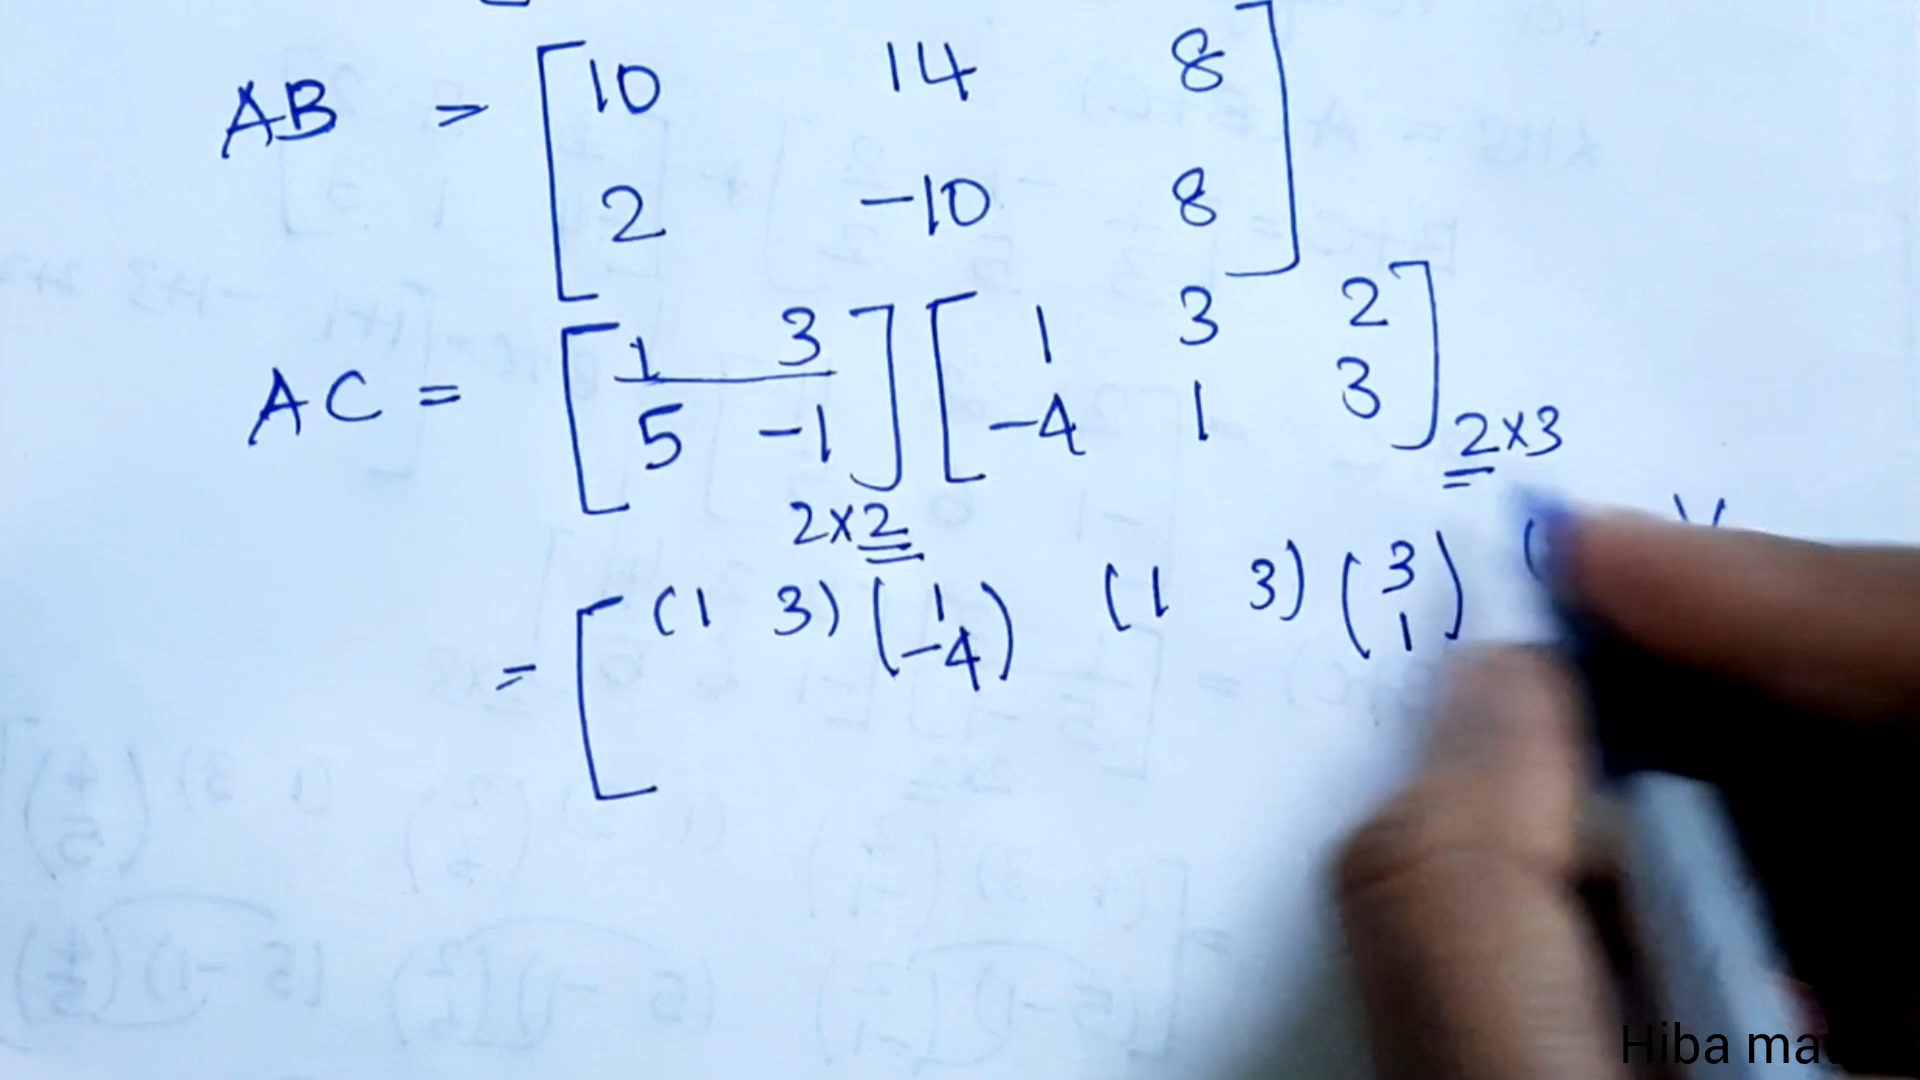 AB = [10 14 8
2 -10 8]
AC = [1 3 [1 3 2
5 -1] -4 1 3] 2x3
2x2
= [(1 3) (1 (1 3) (3 (
-4) 1)
Hiba ma